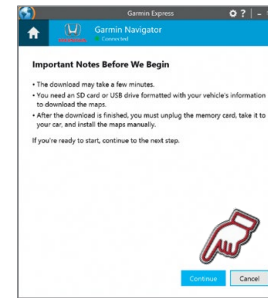 Garmin Express
? | -
Garmin Navigator
Connected
Important Notes Before We Begin
• The download may take a few minutes.
• You need an SD card or USB drive formatted with your vehicle's information
to download the maps.
• After the download is finished, you must unplug the memory card, take it to
your car, and install the maps manually.
If you're ready to start, continue to the next step.
Continue
Cancel